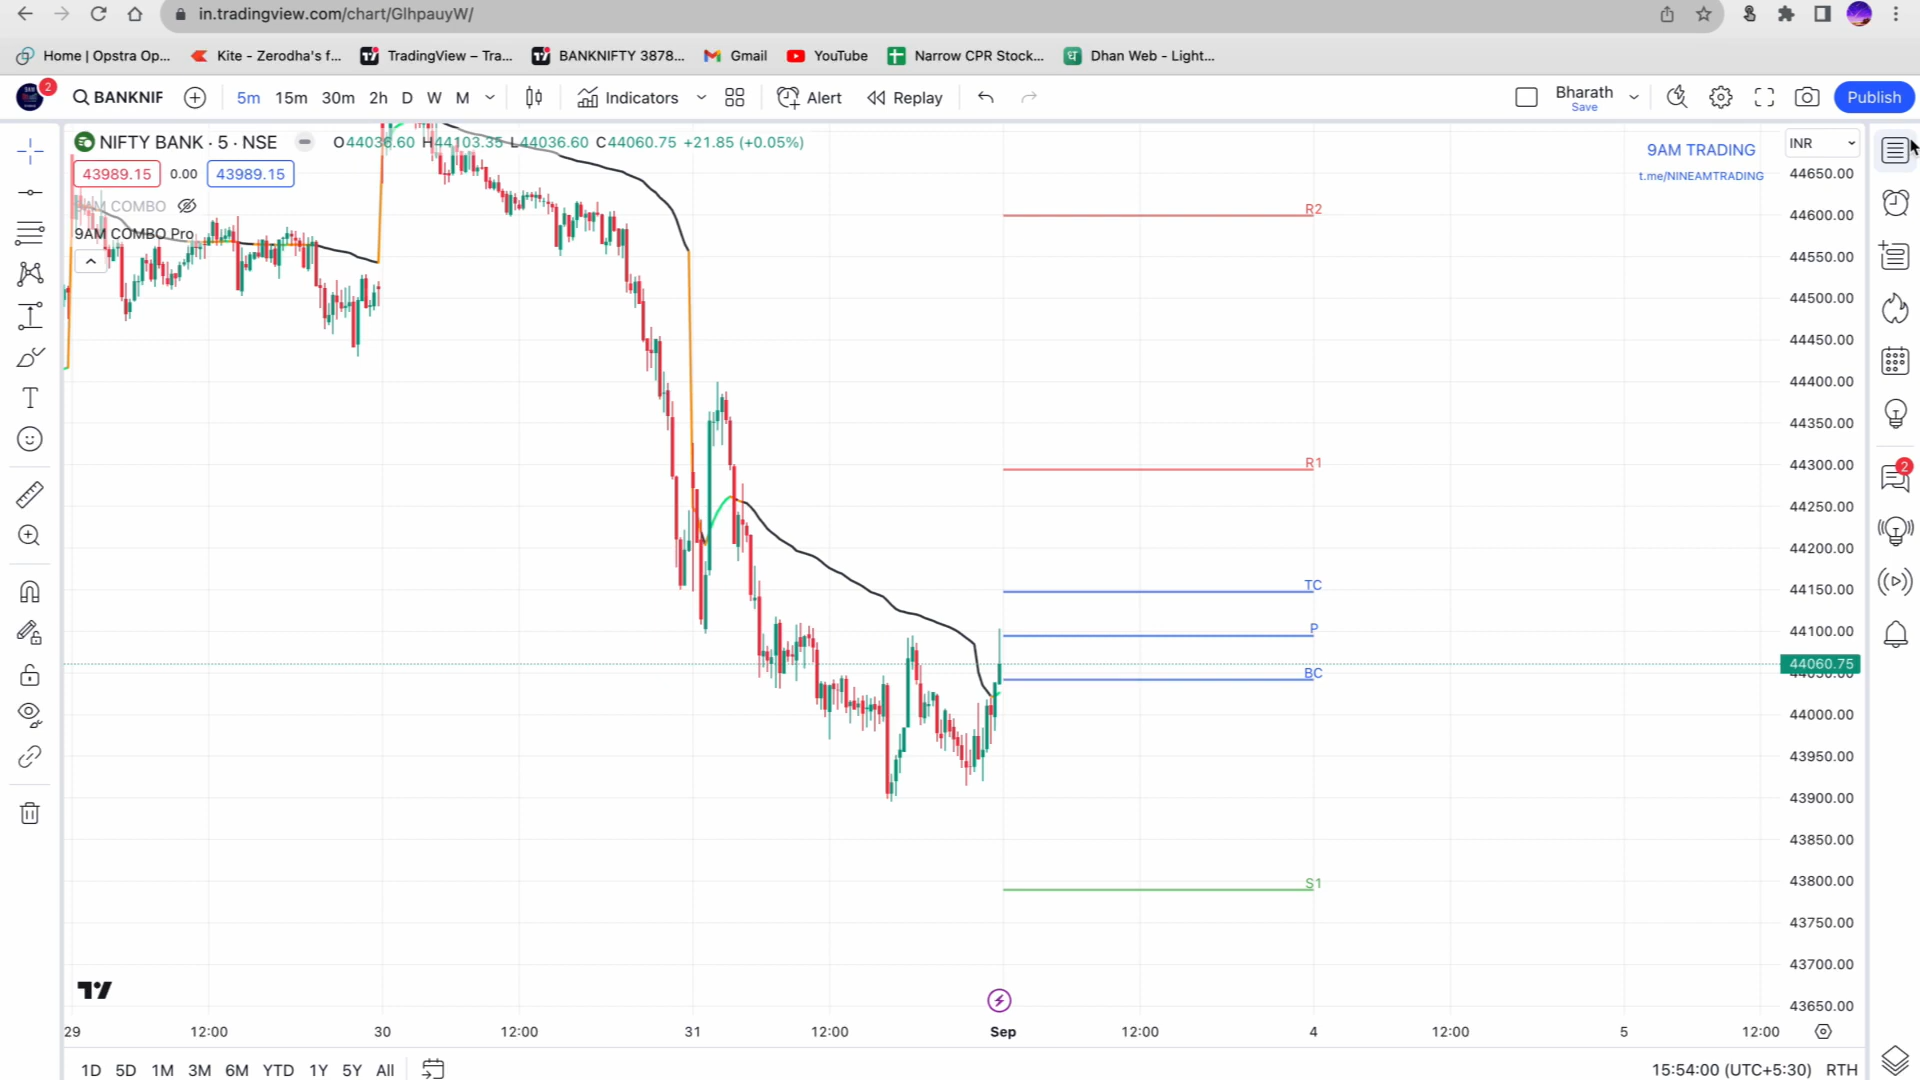 in.tradingview.com/chart/GlhpauyW/
Home | Opstra Op... Kite - Zerodha's f... TradingView – Tra... BANKNIFTY 3878... Gmail YouTube Narrow CPR Stock... Dhan Web - Light...
2 BANKNIF 5m 15m 30m 2h D W M Indicators Alert Replay Bharath Save Publish
NIFTY BANK · 5 · NSE O44036.60 H44103.35 L44036.60 C44060.75 +21.85 (+0.05%)
43989.15 0.00 43989.15
9AM COMBO
9AM COMBO Pro
9AM TRADING
t.me/NINEAMTRADING
INR
R2
R1
TC
P
BC
S1
44650.00
44600.00
44550.00
44500.00
44450.00
44400.00
44350.00
44300.00
44250.00
44200.00
44150.00
44100.00
44060.75
44050.00
44000.00
43950.00
43900.00
43850.00
43800.00
43750.00
43700.00
43650.00
2
29 12:00 30 12:00 31 12:00 Sep 12:00 4 12:00 5 12:00
1D 5D 1M 3M 6M YTD 1Y 5Y All 15:54:00 (UTC+5:30) RTH